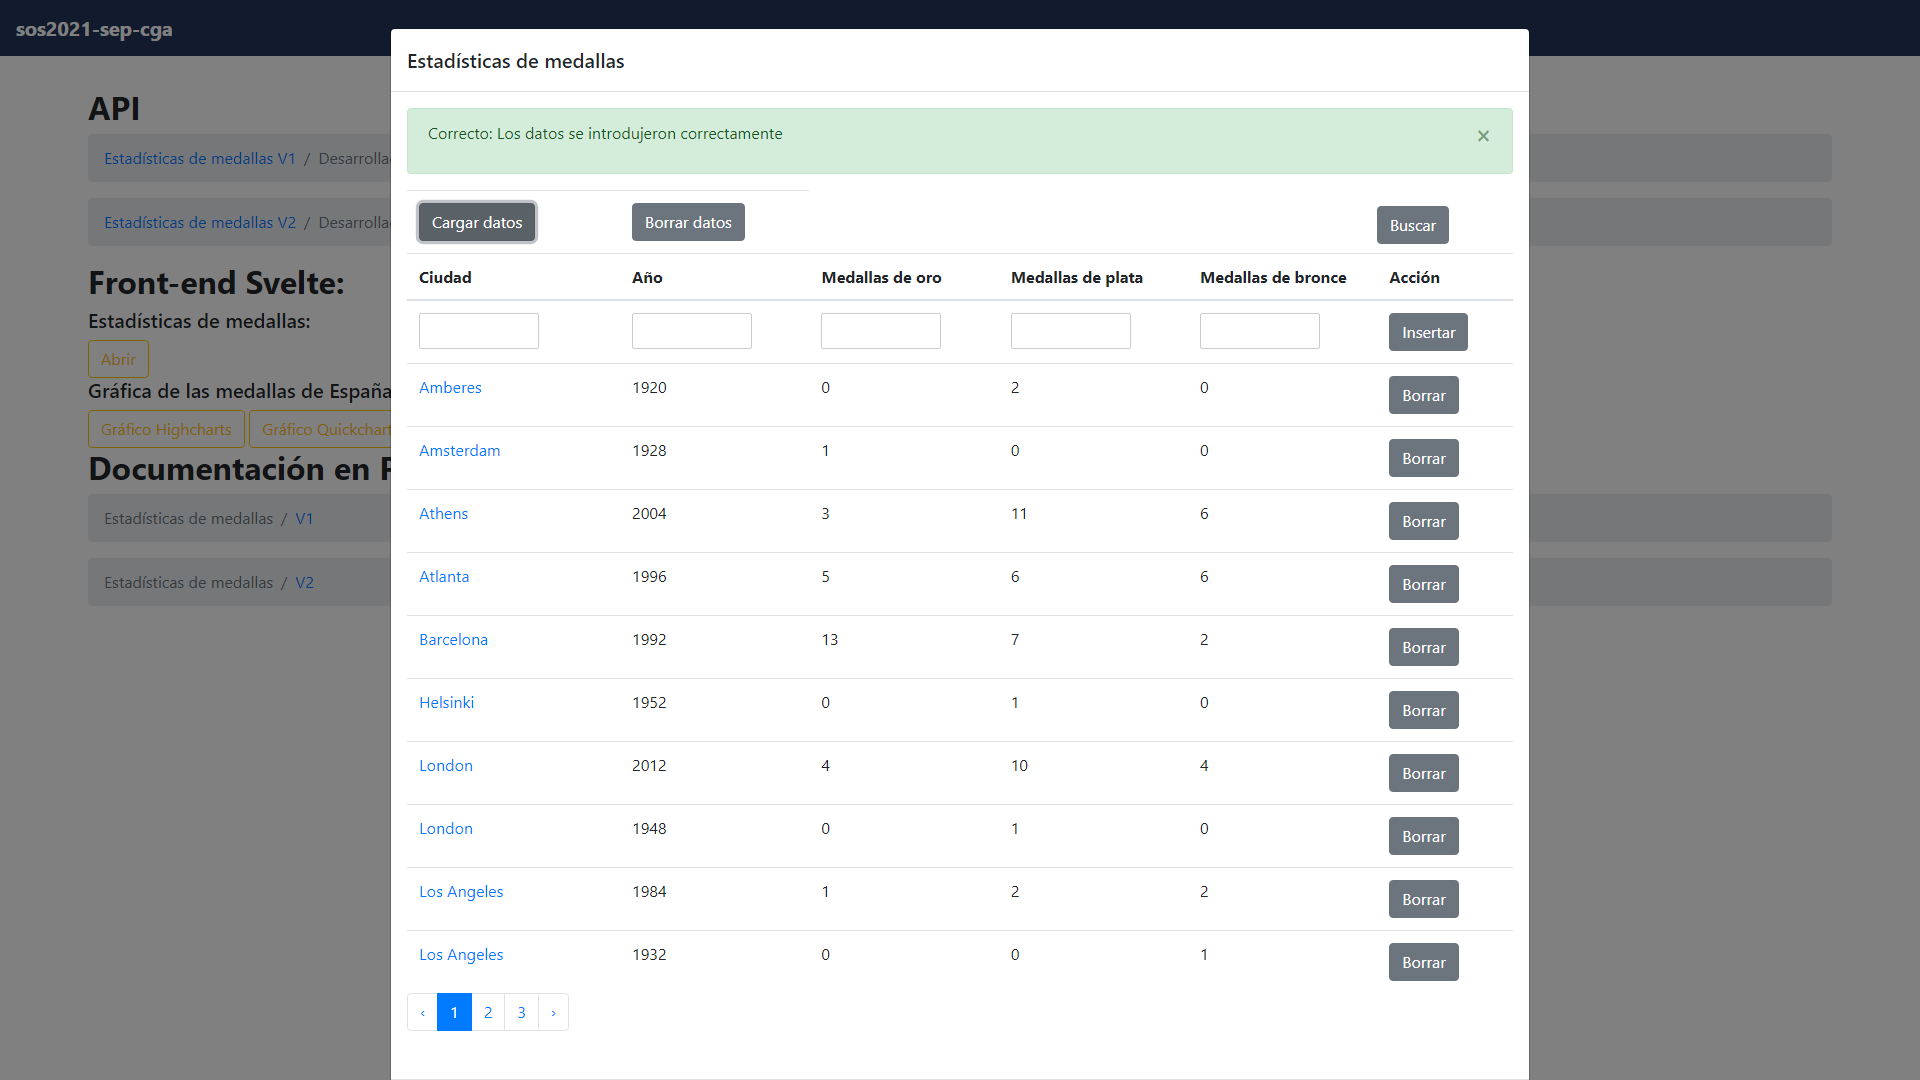 sos2021-sep-cga
Estadísticas de medallas
API
Correcto: Los datos se introdujeron correctamente ×
Estadísticas de medallas V1 /
Estadísticas de medallas V2 /
Cargar datos Borrar datos Buscar
Front-end Svelte:
Estadísticas de medallas:
Abrir
Gráfica de las medallas de España
Gráfico Highcharts Gráfico
Documentación en
Estadísticas de medallas / V1
Estadísticas de medallas / V2
Ciudad Año Medallas de oro Medallas de plata Medallas de bronce Acción
Insertar
Amberes 1920 0 2 0 Borrar
Amsterdam 1928 1 0 0 Borrar
Athens 2004 3 11 6 Borrar
Atlanta 1996 5 6 6 Borrar
Barcelona 1992 13 7 2 Borrar
Helsinki 1952 0 1 0 Borrar
London 2012 4 10 4 Borrar
London 1948 0 1 0 Borrar
Los Angeles 1984 1 2 2 Borrar
Los Angeles 1932 0 0 1 Borrar
‹ 1 2 3 ›